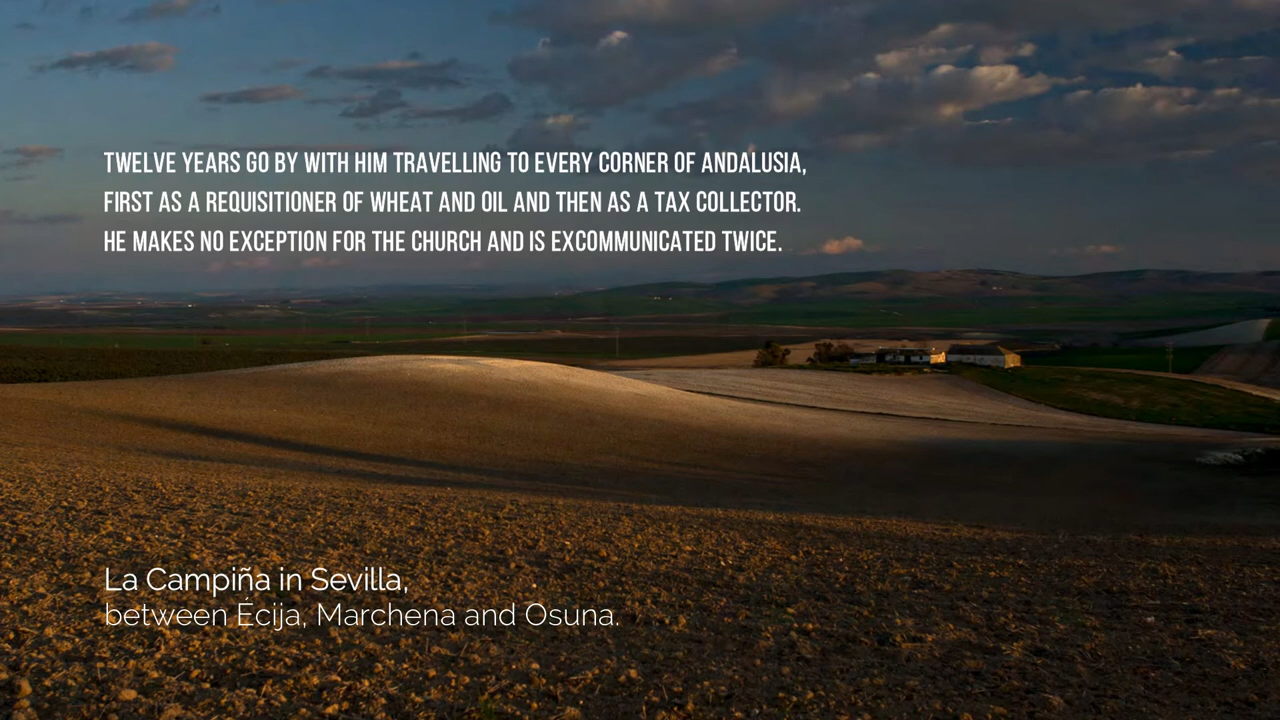 TWELVE YEARS GO BY WITH HIM TRAVELLING TO EVERY CORNER OF ANDALUSIA,
FIRST AS A REQUISITIONER OF WHEAT AND OIL AND THEN AS A TAX COLLECTOR.
HE MAKES NO EXCEPTION FOR THE CHURCH AND IS EXCOMMUNICATED TWICE.
La Campiña in Sevilla,
between Écija, Marchena and Osuna.